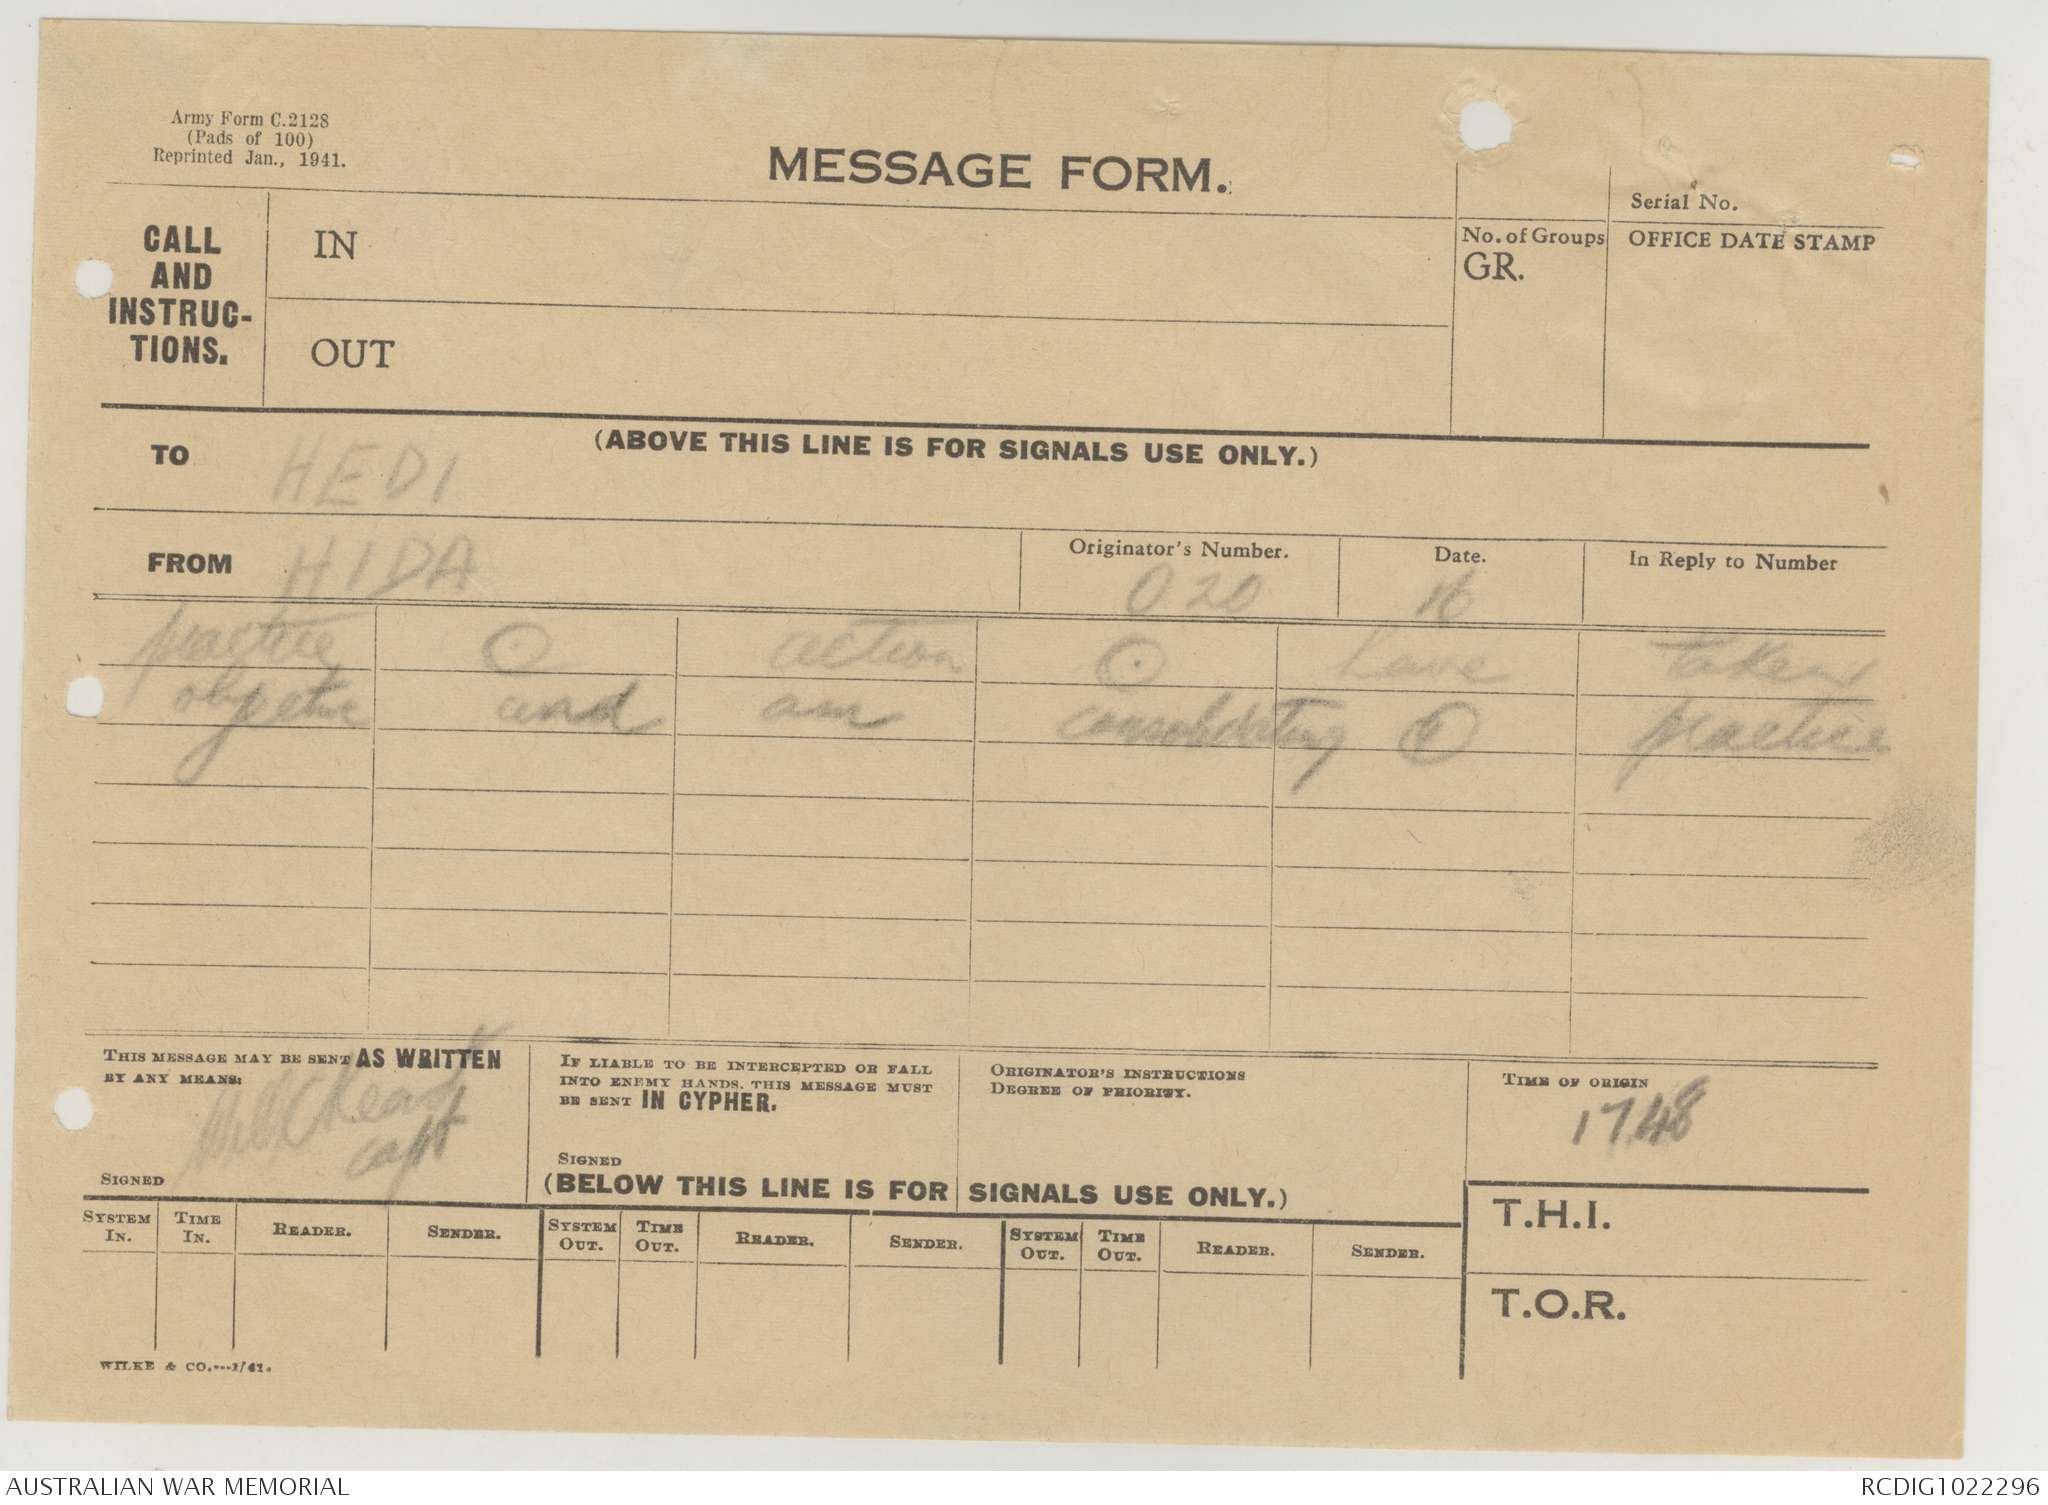 Army Form C.2128
(Pads of 100)
Reprinted Jan., 1941.
MESSAGE FORM.
CALL AND INSTRUC- TIONS.
IN
OUT
No. of Groups
GR.
Serial No.
OFFICE DATE STAMP
(ABOVE THIS LINE IS FOR SIGNALS USE ONLY.)
TO HEDI
FROM HIDA
Originator's Number. 020
Date. 16
In Reply to Number
practice ⊙ action ⊙ have taken
objective and am consolidating ⊙ practice
THIS MESSAGE MAY BE SENT AS WRITTEN
BY ANY MEANS:
Capt
SIGNED
IF LIABLE TO BE INTERCEPTED OR FALL
INTO ENEMY HANDS, THIS MESSAGE MUST
BE SENT IN CYPHER.
SIGNED
ORIGINATOR'S INSTRUCTIONS
DEGREE OF PRIORITY.
TIME OF ORIGIN
1748
(BELOW THIS LINE IS FOR SIGNALS USE ONLY.)
SYSTEM IN. TIME IN. READER. SENDER. SYSTEM OUT. TIME OUT. READER. SENDER. SYSTEM OUT. TIME OUT. READER. SENDER.
T.H.I.
T.O.R.
WILKE & CO.---1/41.
AUSTRALIAN WAR MEMORIAL
RCDIG1022296